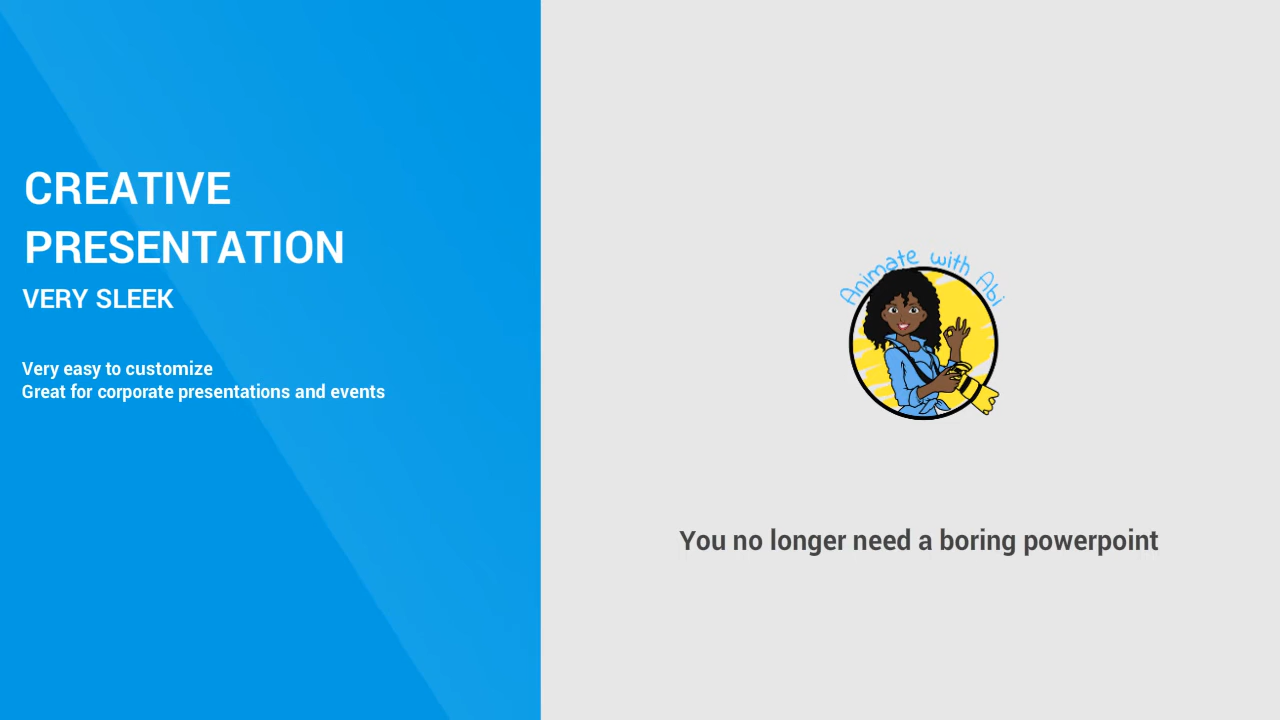 CREATIVE
PRESENTATION
VERY SLEEK
Very easy to customize
Great for corporate presentations and events
Animate with Abi
You no longer need a boring powerpoint